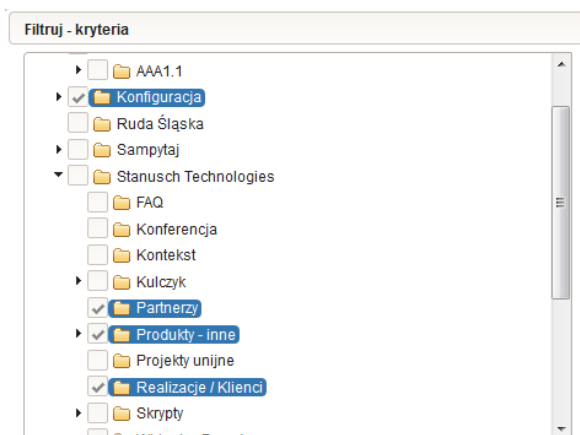 Filtruj - kryteria
AAA1.1
Konfiguracja
Ruda Śląska
Sampytaj
Stanusch Technologies
FAQ
Konferencja
Kontekst
Kulczyk
Partnerzy
Produkty - inne
Projekty unijne
Realizacje / Klienci
Skrypty